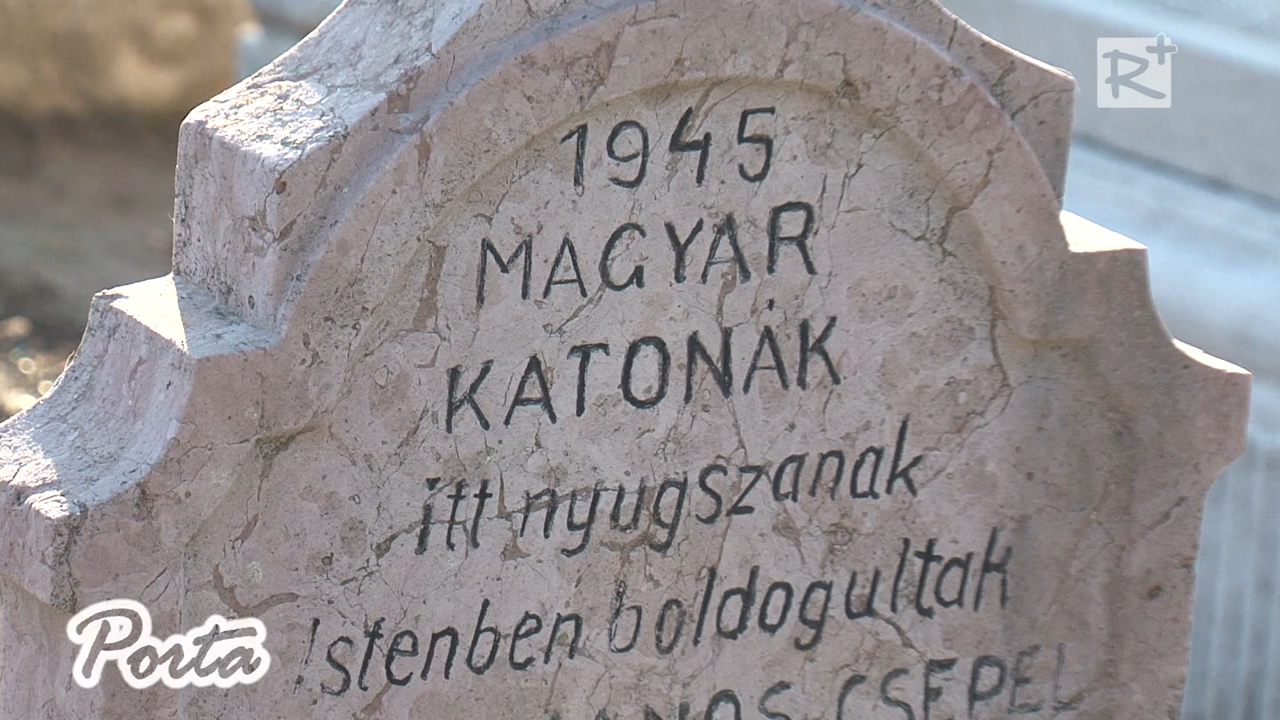 R+
1945
MAGYAR
KATONÁK
itt nyugszanak
Istenben boldogultak
CSEPEL
Porta